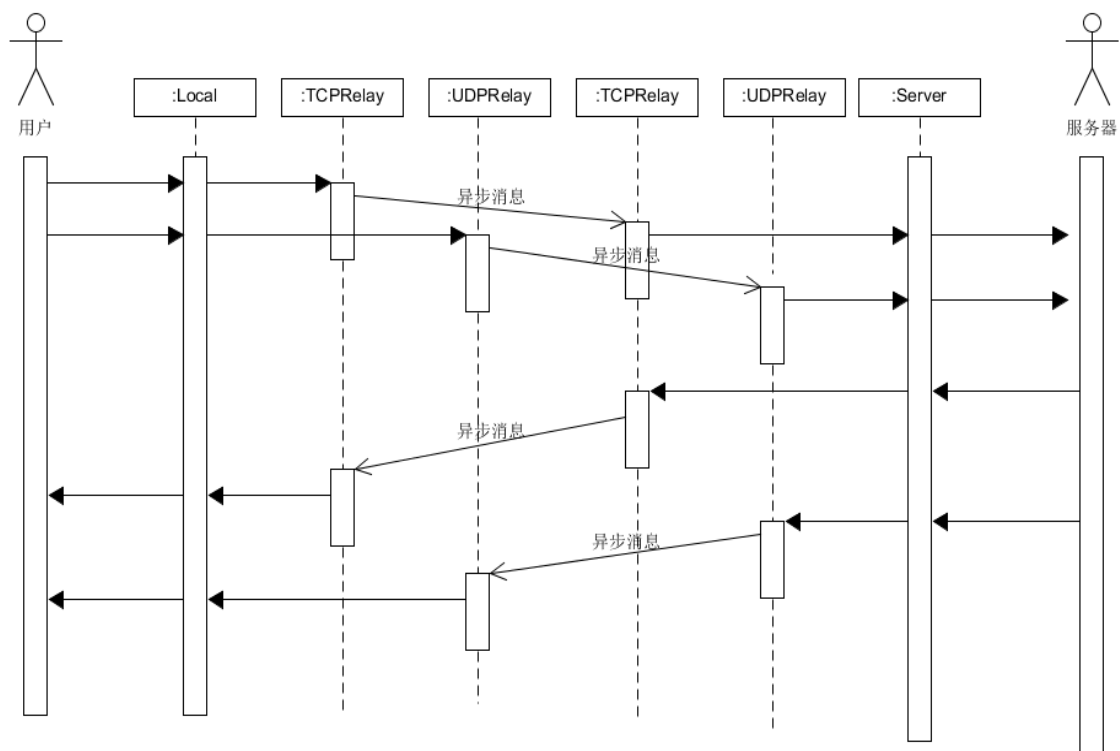 :Local
:TCPRelay
:UDPRelay
:TCPRelay
:UDPRelay
:Server
用户
服务器
异步消息
异步消息
异步消息
异步消息